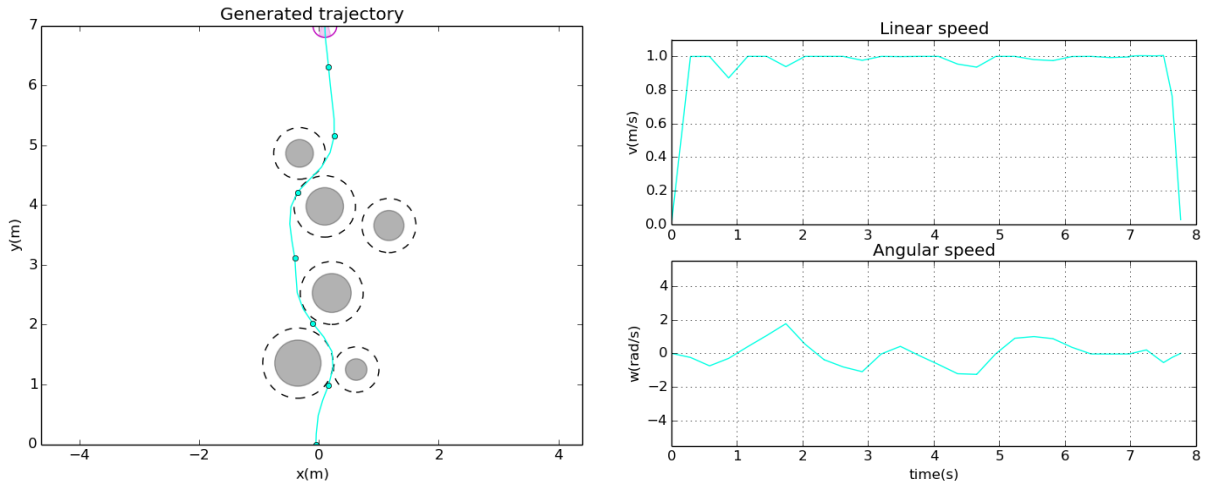 Generated trajectory
7
6
5
4
3
2
1
0
y(m)
−4 −2 0 2 4
x(m)
Linear speed
1.0
0.8
0.6
0.4
0.2
0.0
v(m/s)
0 1 2 3 4 5 6 7 8
Angular speed
4
2
0
−2
−4
w(rad/s)
0 1 2 3 4 5 6 7 8
time(s)